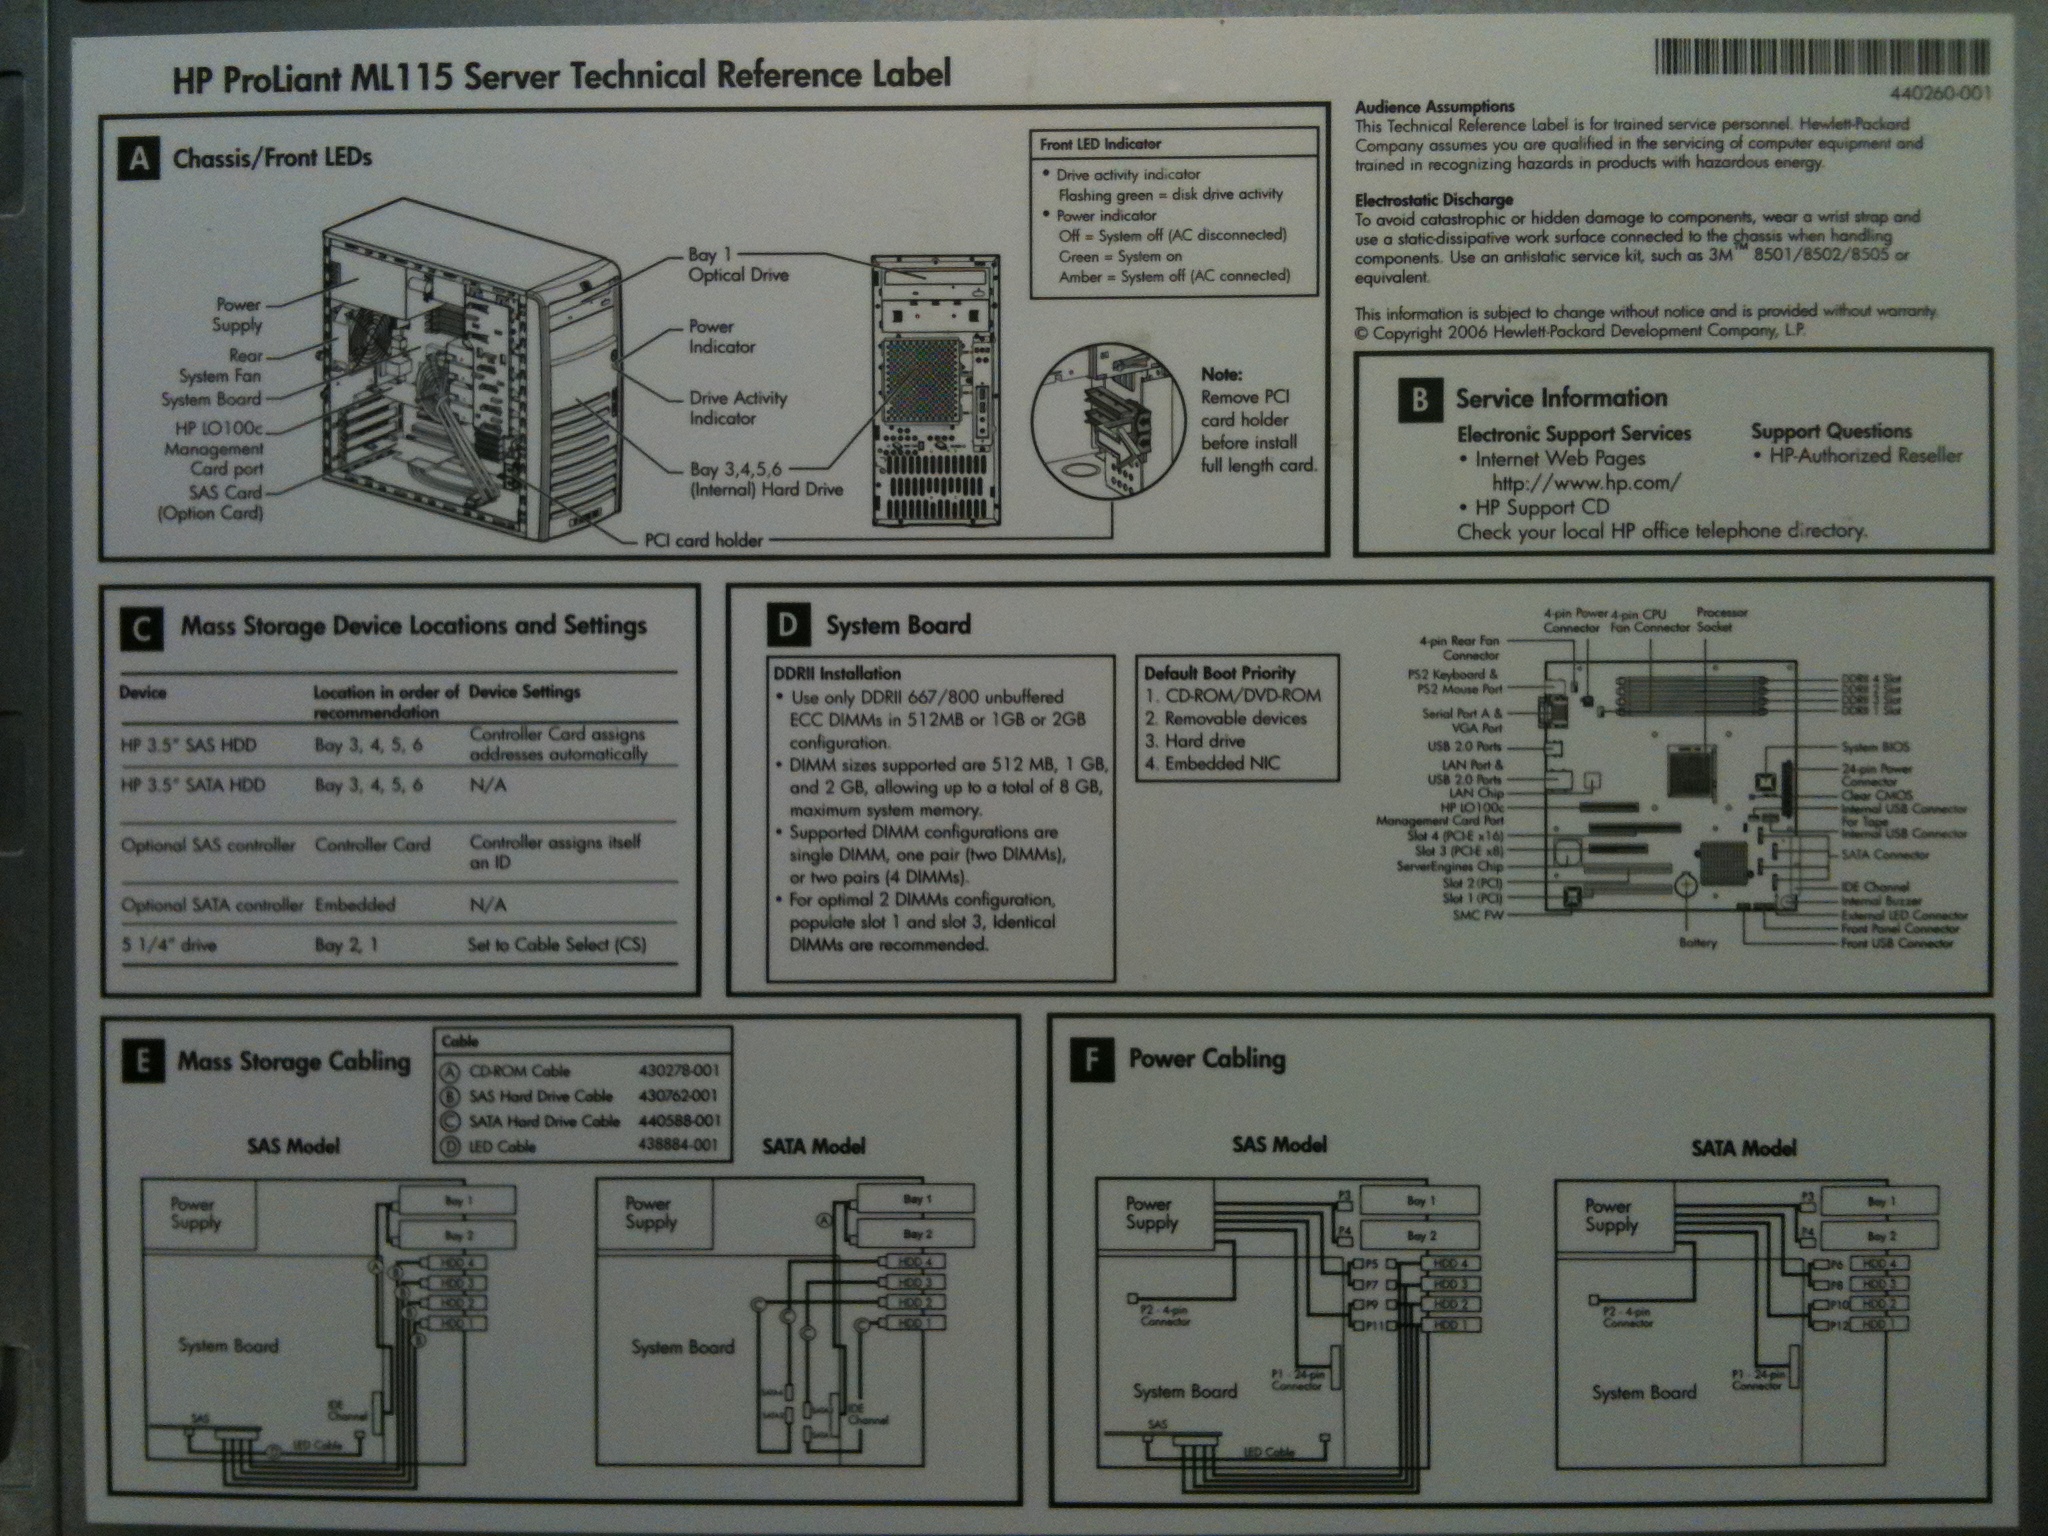 HP ProLiant ML115 Server Technical Reference Label
440260-001
A
Chassis/Front LEDs
Power
Supply
Rear
System Fan
System Board
HP LO100c
Management
Card port
SAS Card
(Option Card)
Bay 1
Optical Drive
Power
Indicator
Drive Activity
Indicator
Bay 3,4,5,6
(Internal) Hard Drive
PCI card holder
Front LED Indicator
• Drive activity indicator
Flashing green = disk drive activity
• Power indicator
Off = System off (AC disconnected)
Green = System on
Amber = System off (AC connected)
Note:
Remove PCI
card holder
before install
full length card.
Audience Assumptions
This Technical Reference Label is for trained service personnel. Hewlett-Packard
Company assumes you are qualified in the servicing of computer equipment and
trained in recognizing hazards in products with hazardous energy.
Electrostatic Discharge
To avoid catastrophic or hidden damage to components, wear a wrist strap and
use a static-dissipative work surface connected to the chassis when handling
components. Use an antistatic service kit, such as 3M™ 8501/8502/8505 or
equivalent.
This information is subject to change without notice and is provided without warranty.
© Copyright 2006 Hewlett-Packard Development Company, L.P.
B
Service Information
Electronic Support Services
• Internet Web Pages
http://www.hp.com/
• HP Support CD
Check your local HP office telephone directory.
Support Questions
• HP-Authorized Reseller
C
Mass Storage Device Locations and Settings
Device Location in order of Device Settings
recommendation
HP 3.5" SAS HDD Bay 3, 4, 5, 6 Controller Card assigns
addresses automatically
HP 3.5" SATA HDD Bay 3, 4, 5, 6 N/A
Optional SAS controller Controller Card Controller assigns itself
an ID
Optional SATA controller Embedded N/A
5 1/4" drive Bay 2, 1 Set to Cable Select (CS)
D
System Board
DDRII Installation
• Use only DDRII 667/800 unbuffered
ECC DIMMs in 512MB or 1GB or 2GB
configuration.
• DIMM sizes supported are 512 MB, 1 GB,
and 2 GB, allowing up to a total of 8 GB,
maximum system memory.
• Supported DIMM configurations are
single DIMM, one pair (two DIMMs),
or two pairs (4 DIMMs).
• For optimal 2 DIMMs configuration,
populate slot 1 and slot 3, Identical
DIMMs are recommended.
Default Boot Priority
1. CD-ROM/DVD-ROM
2. Removable devices
3. Hard drive
4. Embedded NIC
4-pin Power
Connector
4-pin CPU
Fan Connector
Processor
Socket
4-pin Rear Fan
Connector
PS2 Keyboard &
PS2 Mouse Port
Serial Port A &
VGA Port
USB 2.0 Ports
LAN Port &
USB 2.0 Ports
LAN Chip
HP LO100c
Management Card Port
Slot 4 (PCI-E x16)
Slot 3 (PCI-E x8)
ServerEngines Chip
Slot 2 (PCI)
Slot 1 (PCI)
SMC FW
Battery
DDRII 4 Slot
DDRII 3 Slot
DDRII 2 Slot
DDRII 1 Slot
System BIOS
24-pin Power
Connector
Clear CMOS
Internal USB Connector
For Tape
Internal USB Connector
SATA Connector
IDE Channel
Internal Buzzer
External LED Connector
Front Panel Connector
Front USB Connector
E
Mass Storage Cabling
Cable
A CD-ROM Cable 430278-001
B SAS Hard Drive Cable 430762-001
C SATA Hard Drive Cable 440588-001
D LED Cable 438884-001
SAS Model
Power
Supply
Bay 1
Bay 2
HDD 4
HDD 3
HDD 2
HDD 1
A
B
B
B
B
System Board
IDE
Channel
SAS
D
LED Cable
SATA Model
Power
Supply
Bay 1
A
Bay 2
HDD 4
HDD 3
HDD 2
HDD 1
C
C
C
C
System Board
IDE
Channel
F
Power Cabling
SAS Model
Power
Supply
P3
Bay 1
P4
Bay 2
P5
HDD 4
P7
HDD 3
P9
HDD 2
P11
HDD 1
P2 - 4-pin
Connector
P1 - 24-pin
Connector
System Board
SAS
LED Cable
SATA Model
Power
Supply
P3
Bay 1
P4
Bay 2
P6
HDD 4
P8
HDD 3
P10
HDD 2
P12
HDD 1
P2 - 4-pin
Connector
P1 - 24-pin
Connector
System Board